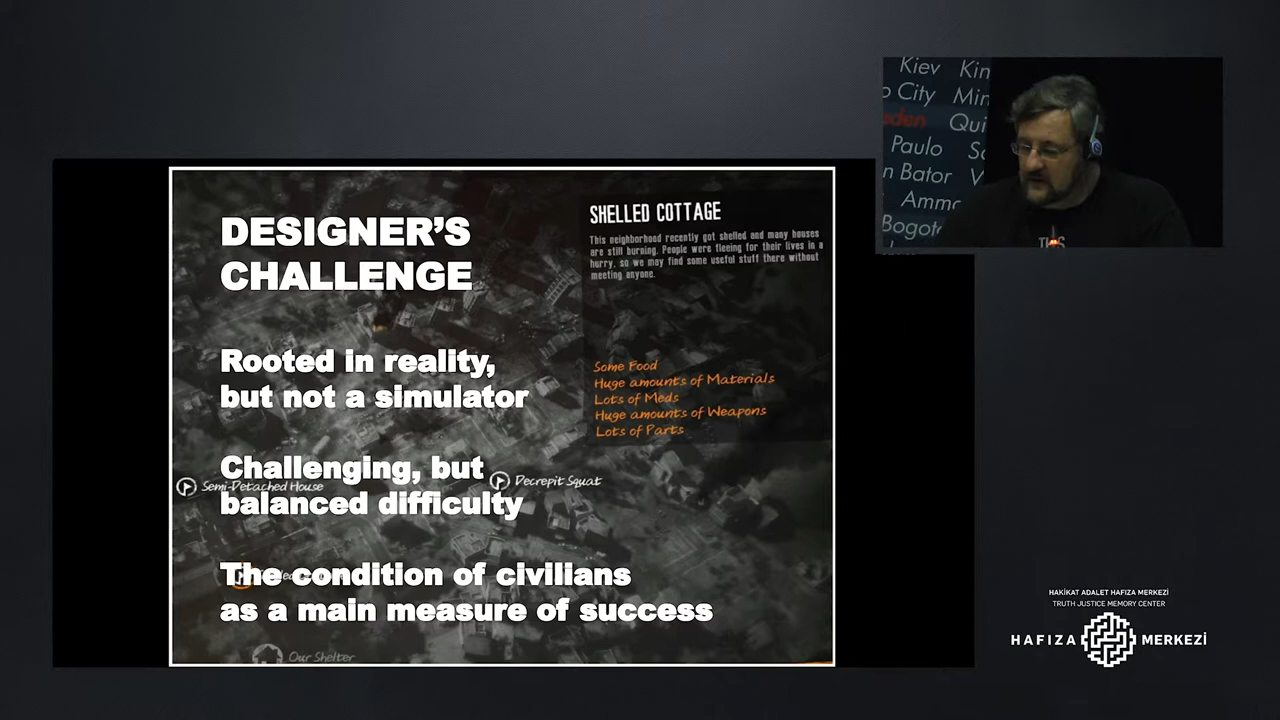 DESIGNER'S
CHALLENGE
Rooted in reality,
but not a simulator
Challenging, but
balanced difficulty
The condition of civilians
as a main measure of success
SHELLED COTTAGE
This neighborhood recently got shelled and many houses
are still burning. People were fleeing for their lives in a
hurry, so we may find some useful stuff there without
meeting anyone.
Some Food
Huge amounts of Materials
Lots of Meds
Huge amounts of Weapons
Lots of Parts
Semi-Detached House
Decrepit Squat
Our Shelter
Kiev Kin
o City Min
Qui
Paulo
n Bator V
Amma
Bogot
HAKİKAT ADALET HAFIZA MERKEZİ
TRUTH JUSTICE MEMORY CENTER
HAFIZA MERKEZİ